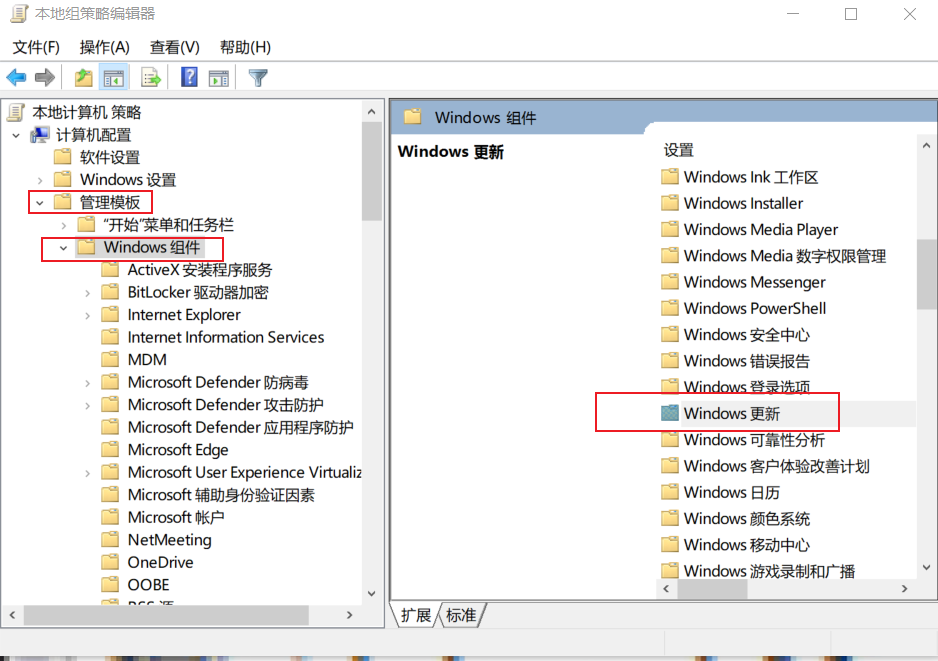 本地组策略编辑器
文件(F) 操作(A) 查看(V) 帮助(H)
本地计算机 策略
计算机配置
软件设置
Windows 设置
管理模板
“开始”菜单和任务栏
Windows 组件
ActiveX 安装程序服务
BitLocker 驱动器加密
Internet Explorer
Internet Information Services
MDM
Microsoft Defender 防病毒
Microsoft Defender 攻击防护
Microsoft Defender 应用程序防护
Microsoft Edge
Microsoft User Experience Virtualiz
Microsoft 辅助身份验证因素
Microsoft 帐户
NetMeeting
OneDrive
OOBE
RSS 源
Windows 组件
Windows 更新
设置
Windows Ink 工作区
Windows Installer
Windows Media Player
Windows Media 数字权限管理
Windows Messenger
Windows PowerShell
Windows 安全中心
Windows 错误报告
Windows 登录选项
Windows 更新
Windows 可靠性分析
Windows 客户体验改善计划
Windows 日历
Windows 颜色系统
Windows 移动中心
Windows 游戏录制和广播
扩展 标准